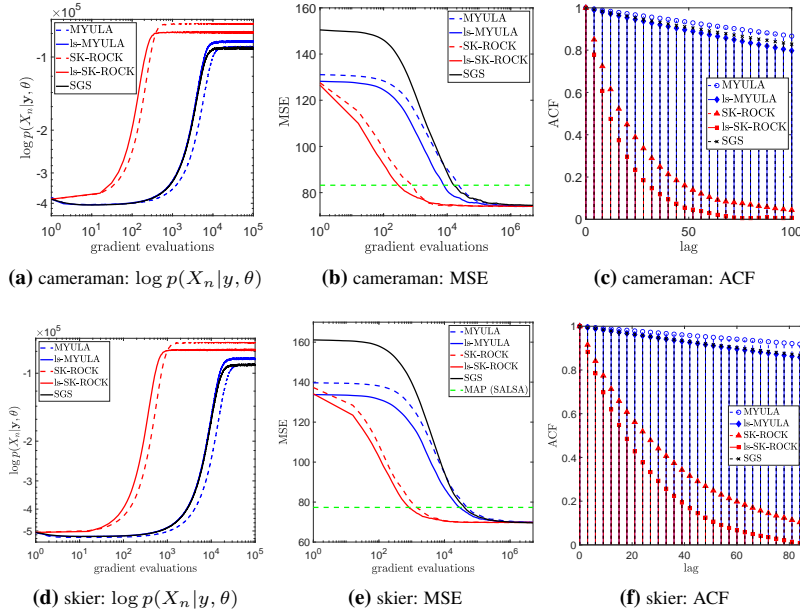 ×10⁵
-1
-2
-3
-4
log p(X_n|y, θ)
MYULA
ls-MYULA
SK-ROCK
ls-SK-ROCK
SGS
10⁰ 10¹ 10² 10³ 10⁴ 10⁵
gradient evaluations
160
140
120
100
80
MSE
MYULA
ls-MYULA
SK-ROCK
ls-SK-ROCK
SGS
10⁰ 10² 10⁴ 10⁶
gradient evaluations
1
0.8
0.6
0.4
0.2
0
ACF
MYULA
ls-MYULA
SK-ROCK
ls-SK-ROCK
SGS
0 50 100
lag
(a) cameraman: log p(X_n|y, θ)
(b) cameraman: MSE
(c) cameraman: ACF
×10⁵
-1
-2
-3
-4
-5
log p(X_n|y, θ)
MYULA
ls-MYULA
SK-ROCK
ls-SK-ROCK
SGS
10⁰ 10¹ 10² 10³ 10⁴ 10⁵
gradient evaluations
160
140
120
100
80
60
MSE
MYULA
ls-MYULA
SK-ROCK
ls-SK-ROCK
SGS
MAP (SALSA)
10⁰ 10² 10⁴ 10⁶
gradient evaluations
1
0.8
0.6
0.4
0.2
0
ACF
MYULA
ls-MYULA
SK-ROCK
ls-SK-ROCK
SGS
0 20 40 60 80
lag
(d) skier: log p(X_n|y, θ)
(e) skier: MSE
(f) skier: ACF